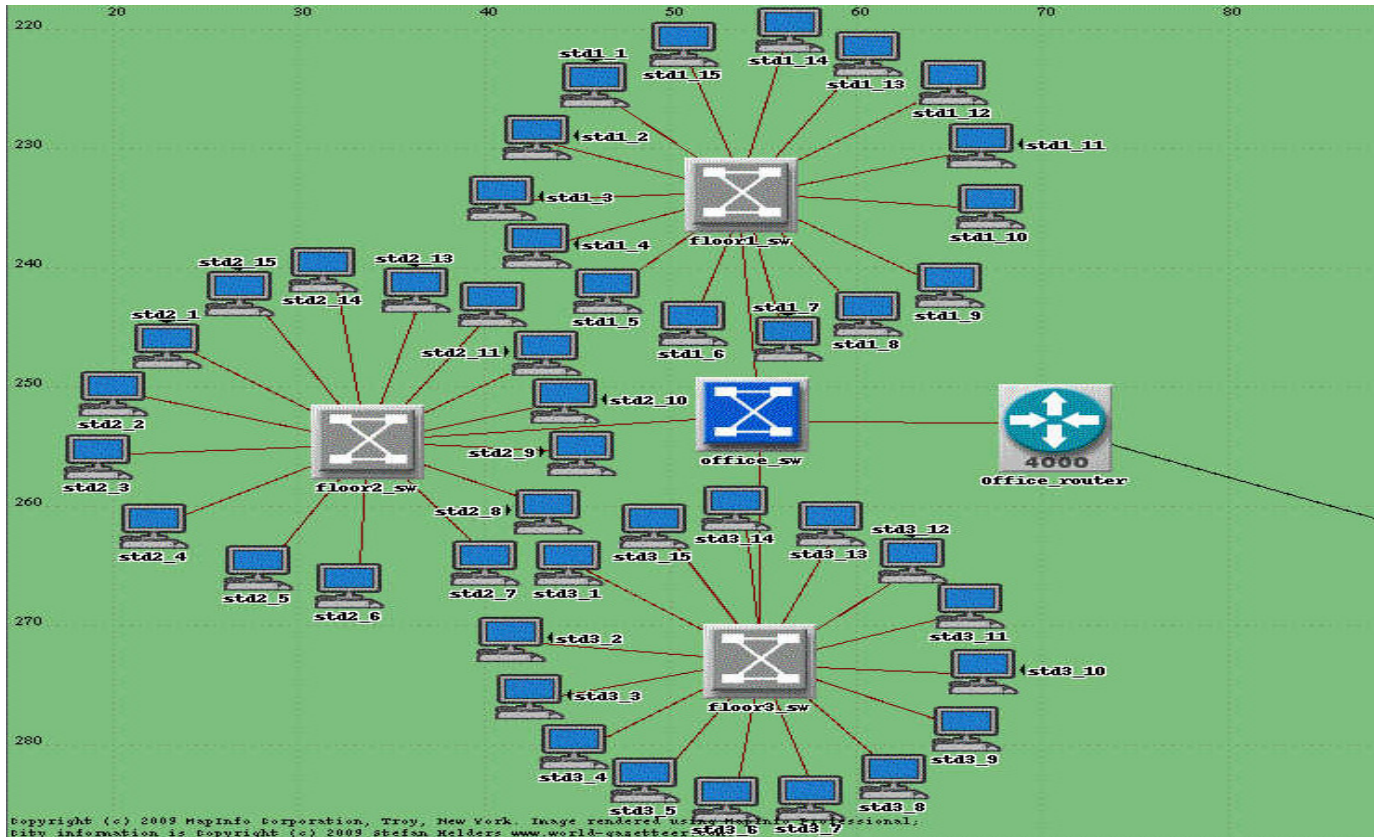 20 30 40 50 60 70 80
220
std1_1
std1_15
std1_14
std1_13
std1_12
std1_2
std1_11
230
std1_3
std1_10
std1_4
floor1_sw
240
std2_15
std2_14
std2_13
std1_5
std1_7
std1_9
std1_6
std1_8
std2_1
std2_11
250
std2_2
std2_10
std2_9
office_sw
std2_3
floor2_sw
4000
Office_router
260
std2_8
std2_4
std3_15
std3_14
std3_13
std3_12
std2_5
std2_7
std3_1
std2_6
270
std3_2
std3_11
std3_10
std3_3
floor3_sw
280
std3_4
std3_9
std3_5
std3_8
std3_6
std3_7
Copyright (c) 2009 MapInfo Corporation, Troy, New York. Image rendered using MapInfo Professional;
City information is Copyright (c) 2009 Stefan Helders www.world-gazetteer